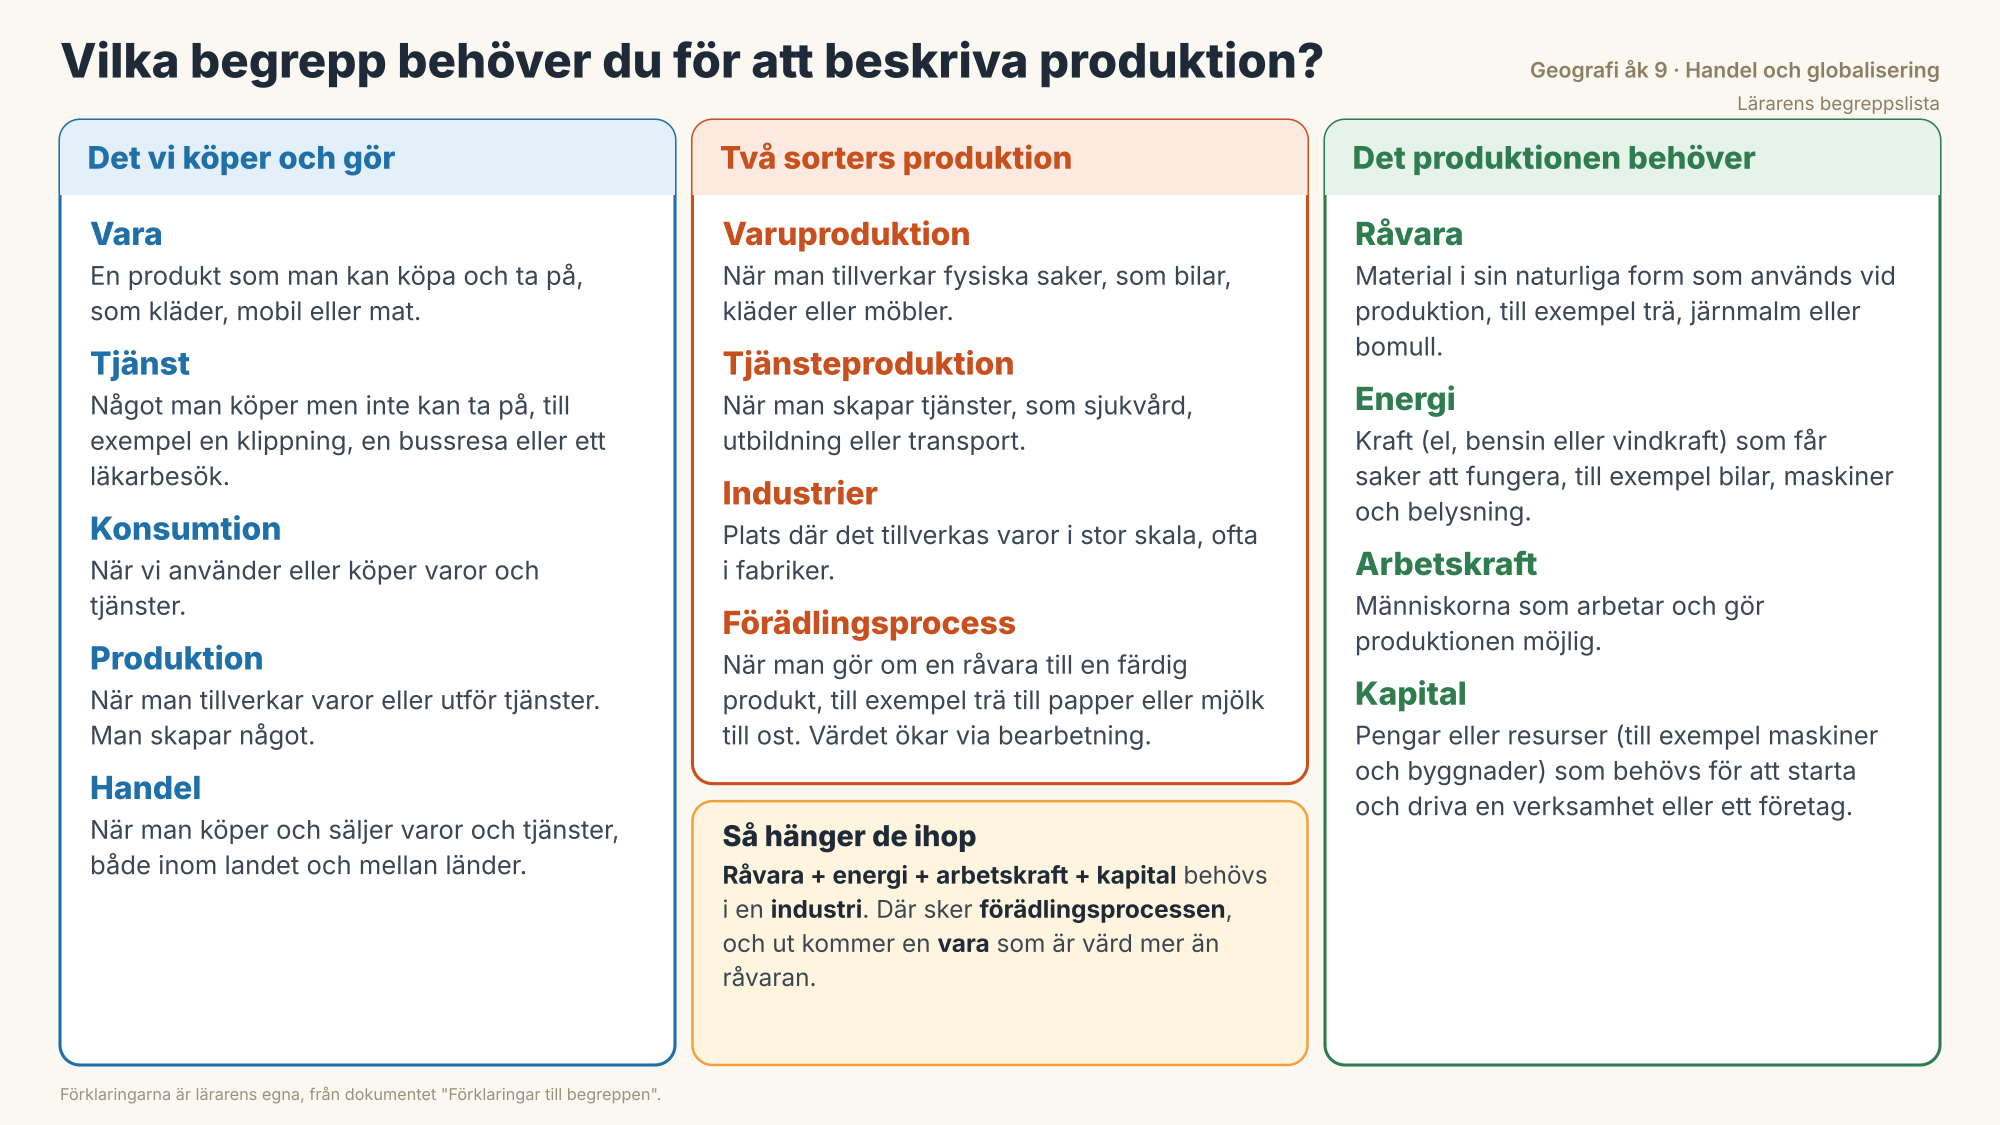 Vilka begrepp behöver du för att beskriva produktion?
Geografi åk 9 · Handel och globalisering
Lärarens begreppslista
Det vi köper och gör
Vara
En produkt som man kan köpa och ta på,
som kläder, mobil eller mat.
Tjänst
Något man köper men inte kan ta på, till
exempel en klippning, en bussresa eller ett
läkarbesök.
Konsumtion
När vi använder eller köper varor och
tjänster.
Produktion
När man tillverkar varor eller utför tjänster.
Man skapar något.
Handel
När man köper och säljer varor och tjänster,
både inom landet och mellan länder.
Två sorters produktion
Varuproduktion
När man tillverkar fysiska saker, som bilar,
kläder eller möbler.
Tjänsteproduktion
När man skapar tjänster, som sjukvård,
utbildning eller transport.
Industrier
Plats där det tillverkas varor i stor skala, ofta
i fabriker.
Förädlingsprocess
När man gör om en råvara till en färdig
produkt, till exempel trä till papper eller mjölk
till ost. Värdet ökar via bearbetning.
Så hänger de ihop
Råvara + energi + arbetskraft + kapital behövs
i en industri. Där sker förädlingsprocessen,
och ut kommer en vara som är värd mer än
råvaran.
Det produktionen behöver
Råvara
Material i sin naturliga form som används vid
produktion, till exempel trä, järnmalm eller
bomull.
Energi
Kraft (el, bensin eller vindkraft) som får
saker att fungera, till exempel bilar, maskiner
och belysning.
Arbetskraft
Människorna som arbetar och gör
produktionen möjlig.
Kapital
Pengar eller resurser (till exempel maskiner
och byggnader) som behövs för att starta
och driva en verksamhet eller ett företag.
Förklaringarna är lärarens egna, från dokumentet "Förklaringar till begreppen".